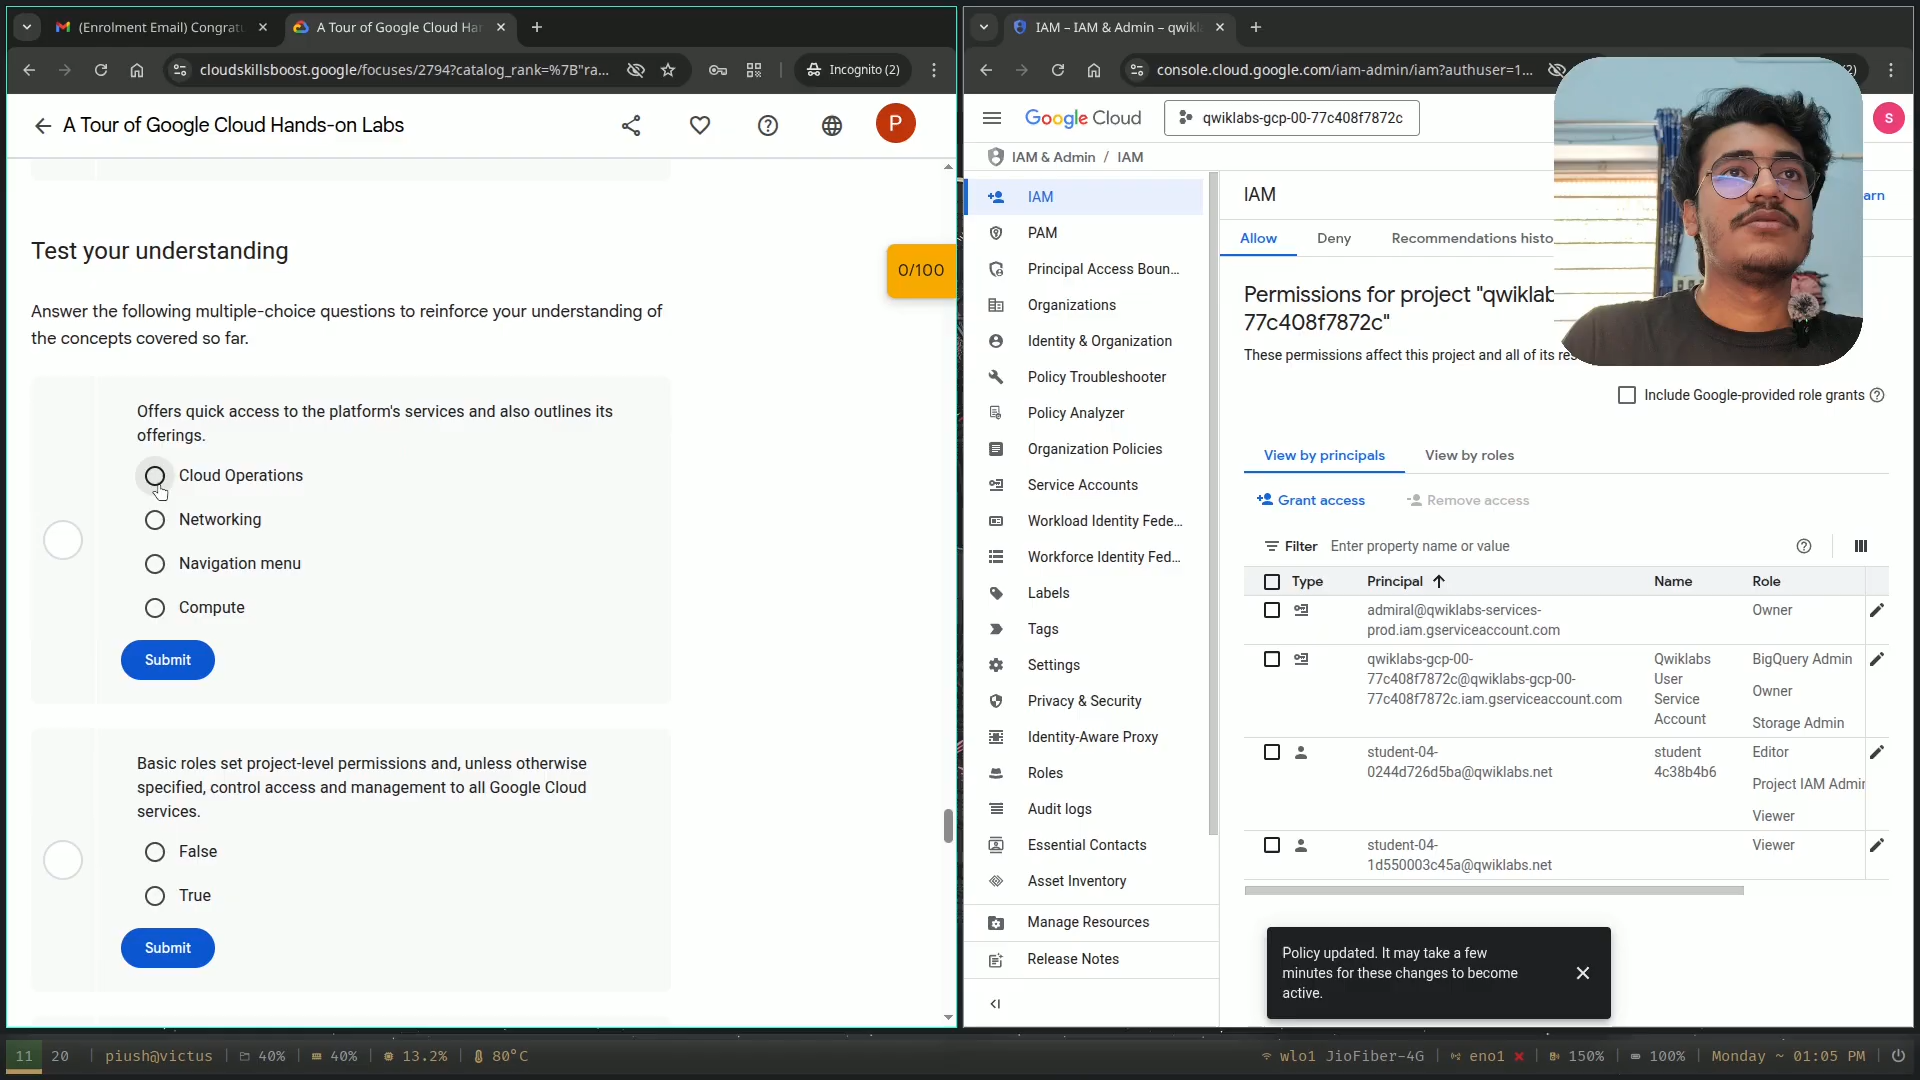 (Enrolment Email) Congratu
A Tour of Google Cloud Han
cloudskillsboost.google/focuses/2794?catalog_rank=%7B"ra...
Incognito (2)
A Tour of Google Cloud Hands-on Labs
P
Test your understanding
0/100
Answer the following multiple-choice questions to reinforce your understanding of
the concepts covered so far.
Offers quick access to the platform's services and also outlines its
offerings.
Cloud Operations
Networking
Navigation menu
Compute
Submit
Basic roles set project-level permissions and, unless otherwise
specified, control access and management to all Google Cloud
services.
False
True
Submit
IAM – IAM & Admin – qwikl
console.cloud.google.com/iam-admin/iam?authuser=1...
2)
Google Cloud
qwiklabs-gcp-00-77c408f7872c
S
IAM & Admin / IAM
IAM
PAM
Principal Access Boun...
Organizations
Identity & Organization
Policy Troubleshooter
Policy Analyzer
Organization Policies
Service Accounts
Workload Identity Fede...
Workforce Identity Fed...
Labels
Tags
Settings
Privacy & Security
Identity-Aware Proxy
Roles
Audit logs
Essential Contacts
Asset Inventory
Manage Resources
Release Notes
IAM
arn
Allow
Deny
Recommendations histo
Permissions for project "qwiklab
77c408f7872c"
These permissions affect this project and all of its res
Include Google-provided role grants
View by principals
View by roles
Grant access
Remove access
Filter Enter property name or value
Type Principal Name Role
admiral@qwiklabs-services-
prod.iam.gserviceaccount.com
Owner
qwiklabs-gcp-00-
77c408f7872c@qwiklabs-gcp-00-
77c408f7872c.iam.gserviceaccount.com
Qwiklabs
User
Service
Account
BigQuery Admin
Owner
Storage Admin
student-04-
0244d726d5ba@qwiklabs.net
student
4c38b4b6
Editor
Project IAM Admin
Viewer
student-04-
1d550003c45a@qwiklabs.net
Viewer
Policy updated. It may take a few
minutes for these changes to become
active.
11 20 | piush@victus | 40% | 40% | 13.2% | 80°C
wlo1 JioFiber-4G | eno1 | 150% | 100% | Monday ~ 01:05 PM